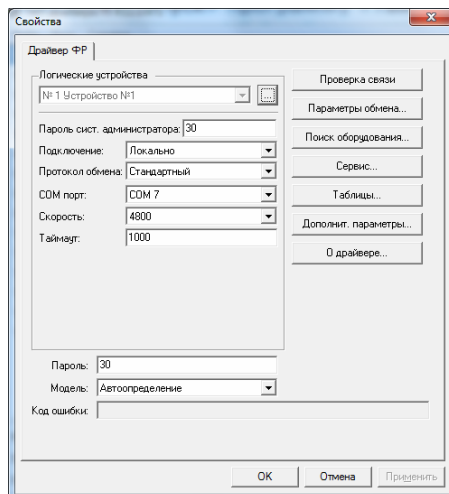 Свойства
Драйвер ФР
Логические устройства
№ 1 Устройство №1
...
Пароль сист. администратора: 30
Подключение: Локально
Протокол обмена: Стандартный
COM порт: COM 7
Скорость: 4800
Таймаут: 1000
Проверка связи
Параметры обмена...
Поиск оборудования...
Сервис...
Таблицы...
Дополнит. параметры...
О драйвере...
Пароль: 30
Модель: Автоопределение
Код ошибки:
OK Отмена Применить